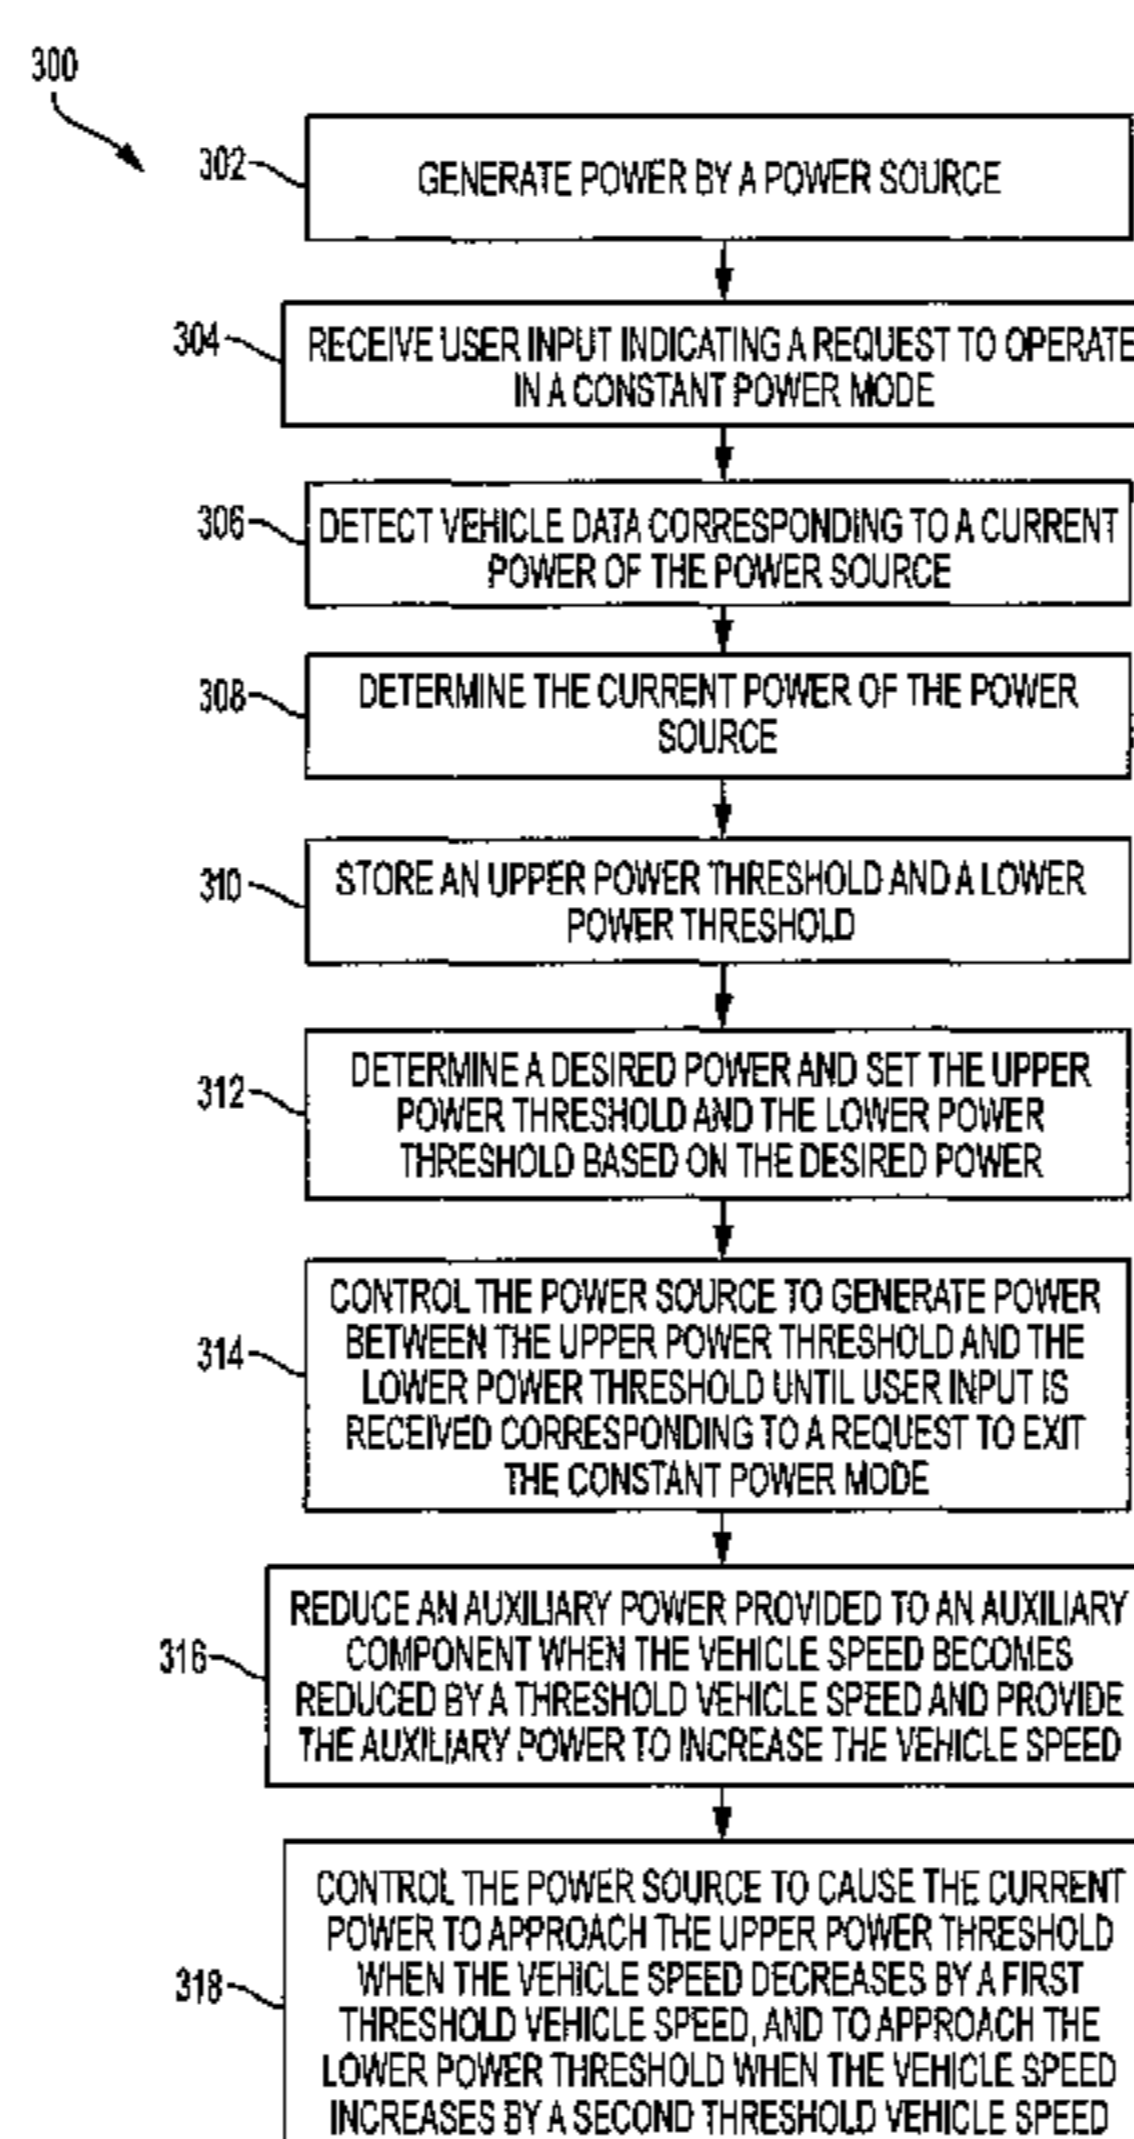 300
302
GENERATE POWER BY A POWER SOURCE
304
RECEIVE USER INPUT INDICATING A REQUEST TO OPERATE
IN A CONSTANT POWER MODE
306
DETECT VEHICLE DATA CORRESPONDING TO A CURRENT
POWER OF THE POWER SOURCE
308
DETERMINE THE CURRENT POWER OF THE POWER
SOURCE
310
STORE AN UPPER POWER THRESHOLD AND A LOWER
POWER THRESHOLD
312
DETERMINE A DESIRED POWER AND SET THE UPPER
POWER THRESHOLD AND THE LOWER POWER
THRESHOLD BASED ON THE DESIRED POWER
314
CONTROL THE POWER SOURCE TO GENERATE POWER
BETWEEN THE UPPER POWER THRESHOLD AND THE
LOWER POWER THRESHOLD UNTIL USER INPUT IS
RECEIVED CORRESPONDING TO A REQUEST TO EXIT
THE CONSTANT POWER MODE
316
REDUCE AN AUXILIARY POWER PROVIDED TO AN AUXILIARY
COMPONENT WHEN THE VEHICLE SPEED BECOMES
REDUCED BY A THRESHOLD VEHICLE SPEED AND PROVIDE
THE AUXILIARY POWER TO INCREASE THE VEHICLE SPEED
318
CONTROL THE POWER SOURCE TO CAUSE THE CURRENT
POWER TO APPROACH THE UPPER POWER THRESHOLD
WHEN THE VEHICLE SPEED DECREASES BY A FIRST
THRESHOLD VEHICLE SPEED, AND TO APPROACH THE
LOWER POWER THRESHOLD WHEN THE VEHICLE SPEED
INCREASES BY A SECOND THRESHOLD VEHICLE SPEED